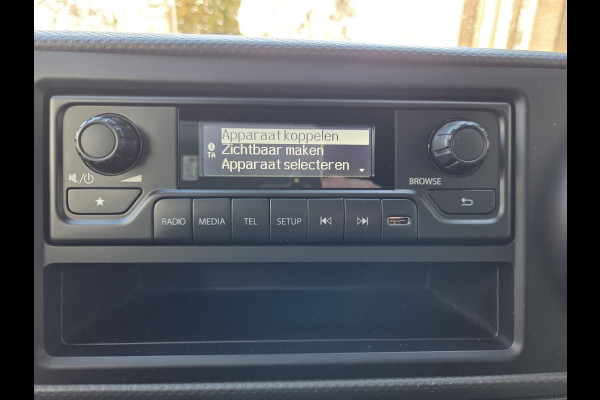 Apparaat koppelen
TA Zichtbaar maken
Apparaat selecteren
BROWSE
RADIO MEDIA TEL SETUP